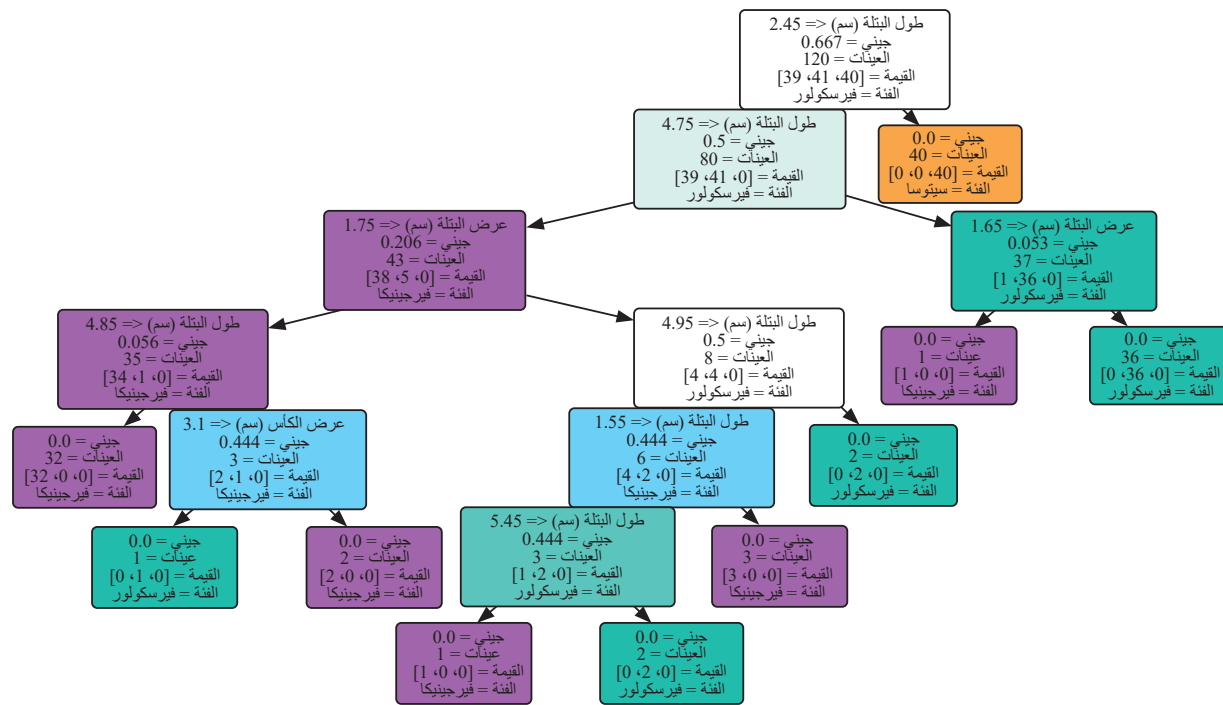 طول البتلة (سم) <= 2.45
جيني = 0.667
العينات = 120
القيمة = [40، 41، 39]
الفئة = فيرسكولور
طول البتلة (سم) <= 4.75
جيني = 0.5
العينات = 80
القيمة = [0، 41، 39]
الفئة = فيرسكولور
جيني = 0.0
العينات = 40
القيمة = [40، 0، 0]
الفئة = سيتوسا
عرض البتلة (سم) <= 1.75
جيني = 0.206
العينات = 43
القيمة = [0، 5، 38]
الفئة = فيرجينيكا
عرض البتلة (سم) <= 1.65
جيني = 0.053
العينات = 37
القيمة = [0، 36، 1]
الفئة = فيرسكولور
طول البتلة (سم) <= 4.85
جيني = 0.056
العينات = 35
القيمة = [0، 1، 34]
الفئة = فيرجينيكا
طول البتلة (سم) <= 4.95
جيني = 0.5
العينات = 8
القيمة = [0، 4، 4]
الفئة = فيرسكولور
جيني = 0.0
عينات = 1
القيمة = [0، 0، 1]
الفئة = فيرجينيكا
جيني = 0.0
العينات = 36
القيمة = [0، 36، 0]
الفئة = فيرسكولور
جيني = 0.0
العينات = 32
القيمة = [0، 0، 32]
الفئة = فيرجينيكا
عرض الكأس (سم) <= 3.1
جيني = 0.444
العينات = 3
القيمة = [0، 1، 2]
الفئة = فيرجينيكا
طول البتلة (سم) <= 1.55
جيني = 0.444
العينات = 6
القيمة = [0، 2، 4]
الفئة = فيرجينيكا
جيني = 0.0
العينات = 2
القيمة = [0، 2، 0]
الفئة = فيرسكولور
جيني = 0.0
عينات = 1
القيمة = [0، 1، 0]
الفئة = فيرسكولور
جيني = 0.0
العينات = 2
القيمة = [0، 0، 2]
الفئة = فيرجينيكا
طول البتلة (سم) <= 5.45
جيني = 0.444
العينات = 3
القيمة = [0، 2، 1]
الفئة = فيرسكولور
جيني = 0.0
العينات = 3
القيمة = [0، 0، 3]
الفئة = فيرجينيكا
جيني = 0.0
عينات = 1
القيمة = [0، 0، 1]
الفئة = فيرجينيكا
جيني = 0.0
العينات = 2
القيمة = [0، 2، 0]
الفئة = فيرسكولور